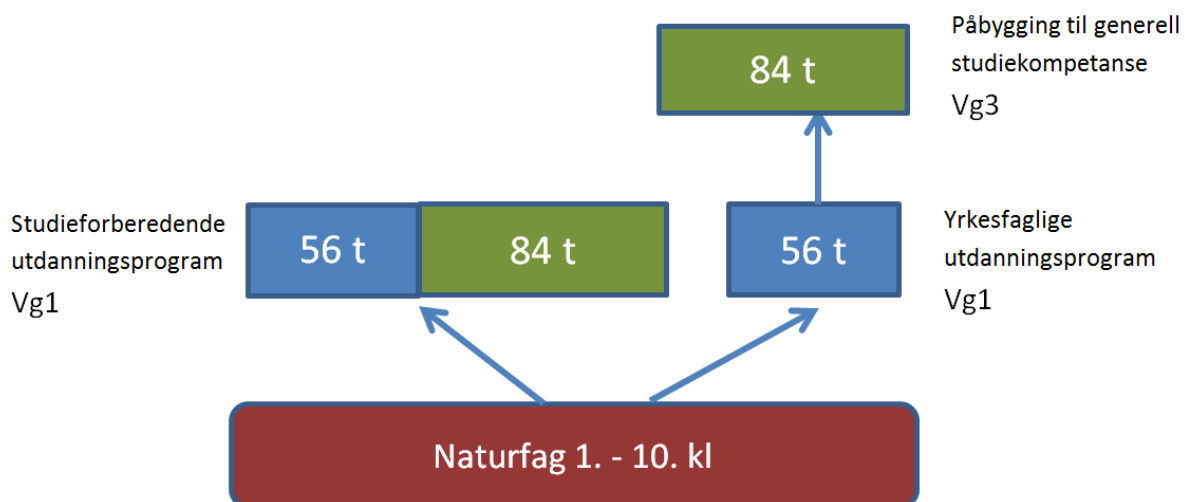 Påbygging til generell
studiekompetanse
Vg3
84 t
Studieforberedende
utdanningsprogram
Vg1
56 t
84 t
56 t
Yrkesfaglige
utdanningsprogram
Vg1
Naturfag 1. - 10. kl